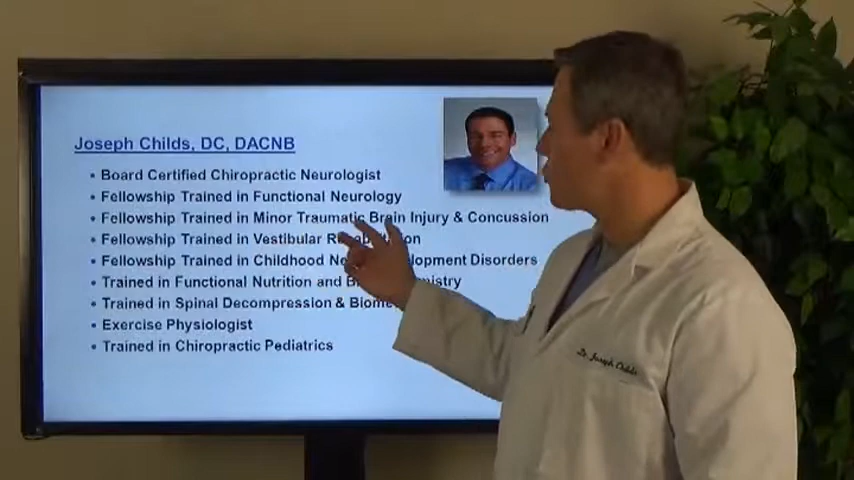 Joseph Childs, DC, DACNB
• Board Certified Chiropractic Neurologist
• Fellowship Trained in Functional Neurology
• Fellowship Trained in Minor Traumatic Brain Injury & Concussion
• Fellowship Trained in Vestibular
• Fellowship Trained in Childhood Development Disorders
• Trained in Functional Nutrition and
• Trained in Spinal Decompression &
• Exercise Physiologist
• Trained in Chiropractic Pediatrics
Dr. Joseph Childs